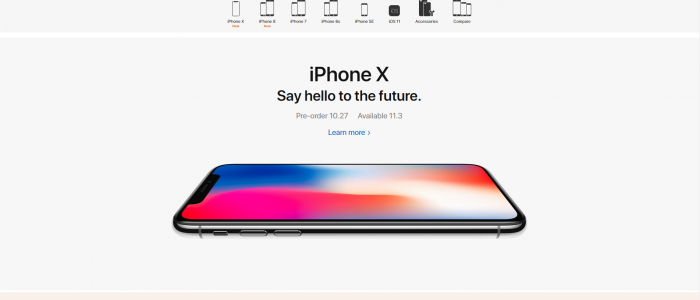 iPhone X
New
iPhone 8
New
iPhone 7
iPhone 6s
iPhone SE
iOS 11
Accessories
Compare
iPhone X
Say hello to the future.
Pre-order 10.27 Available 11.3
Learn more ›